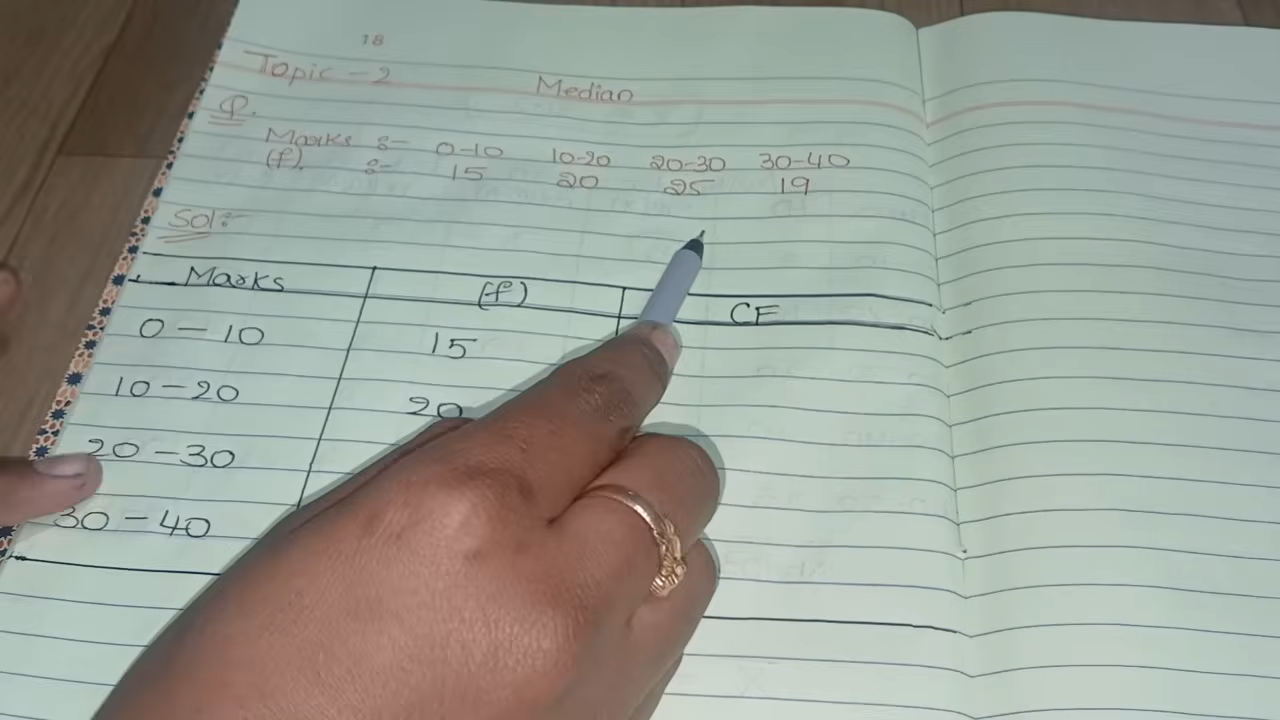 18
Topic - 2 Median
Q.
Marks :- 0-10 10-20 20-30 30-40
(f). :- 15 20 25 19
Sol:-
Marks (f) CF
0 - 10 15
10 - 20 20
20 - 30
30 - 40